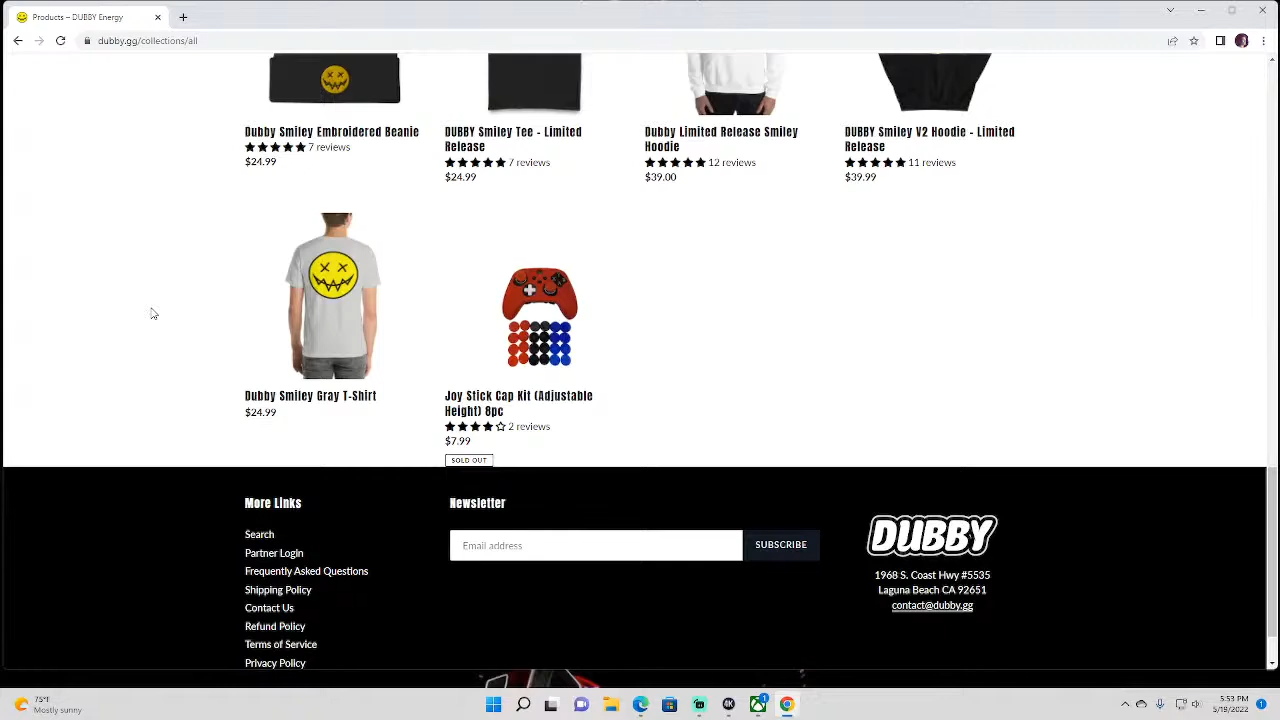 Products – DUBBY Energy
dubby.gg/collections/all
Dubby Smiley Embroidered Beanie
7 reviews
$24.99
DUBBY Smiley Tee - Limited
Release
7 reviews
$24.99
Dubby Limited Release Smiley
Hoodie
12 reviews
$39.00
DUBBY Smiley V2 Hoodie - Limited
Release
11 reviews
$39.99
Dubby Smiley Gray T-Shirt
$24.99
Joy Stick Cap Kit (Adjustable
Height) 8pc
2 reviews
$7.99
SOLD OUT
More Links
Search
Partner Login
Frequently Asked Questions
Shipping Policy
Contact Us
Refund Policy
Terms of Service
Privacy Policy
Newsletter
Email address
SUBSCRIBE
DUBBY
1968 S. Coast Hwy #5535
Laguna Beach CA 92651
contact@dubby.gg
73°F
Mostly sunny
1
5:53 PM
5/19/2022
1